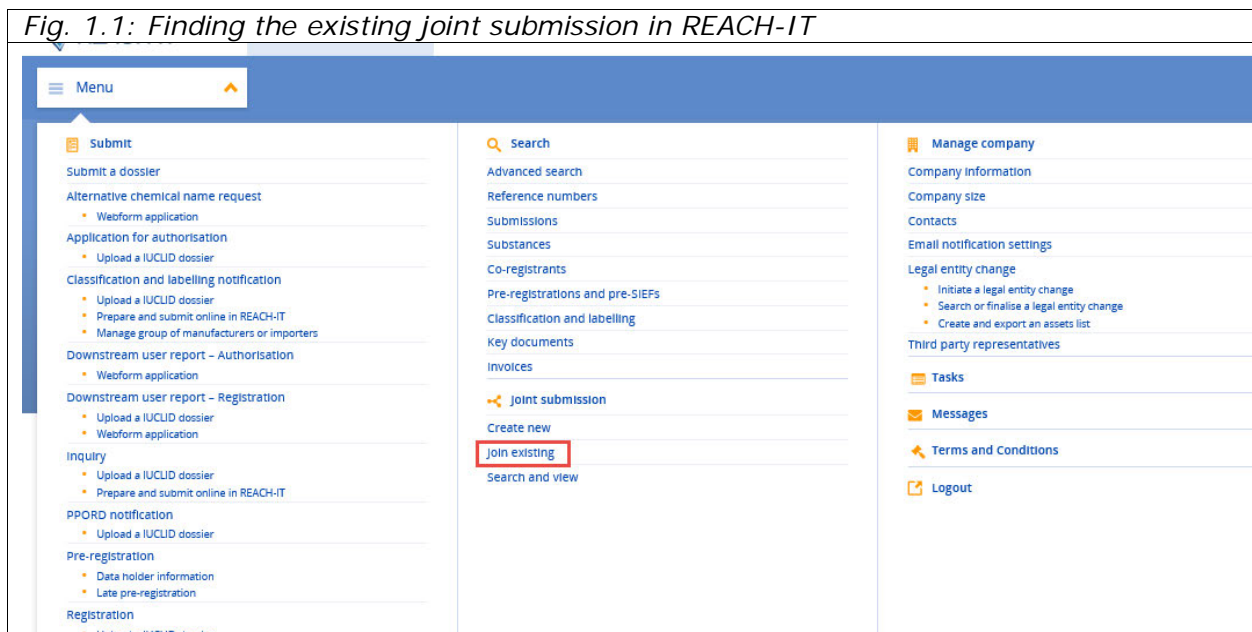 Fig. 1.1: Finding the existing joint submission in REACH-IT
Menu
Submit
Submit a dossier
Alternative chemical name request
Webform application
Application for authorisation
Upload a IUCLID dossier
Classification and labelling notification
Upload a IUCLID dossier
Prepare and submit online in REACH-IT
Manage group of manufacturers or importers
Downstream user report – Authorisation
Webform application
Downstream user report – Registration
Upload a IUCLID dossier
Webform application
Inquiry
Upload a IUCLID dossier
Prepare and submit online in REACH-IT
PPORD notification
Upload a IUCLID dossier
Pre-registration
Data holder information
Late pre-registration
Registration
Search
Advanced search
Reference numbers
Submissions
Substances
Co-registrants
Pre-registrations and pre-SIEFs
Classification and labelling
Key documents
Invoices
Joint submission
Create new
Join existing
Search and view
Manage company
Company information
Company size
Contacts
Email notification settings
Legal entity change
Initiate a legal entity change
Search or finalise a legal entity change
Create and export an assets list
Third party representatives
Tasks
Messages
Terms and Conditions
Logout